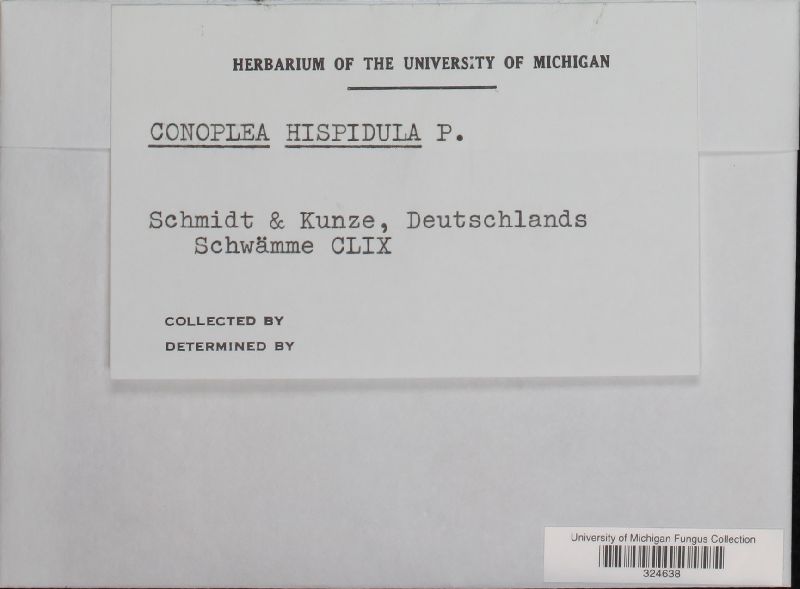 HERBARIUM OF THE UNIVERSITY OF MICHIGAN
CONOPLEA HISPIDULA P.
Schmidt & Kunze, Deutschlands
Schwämme CLIX
COLLECTED BY
DETERMINED BY
University of Michigan Fungus Collection
324638